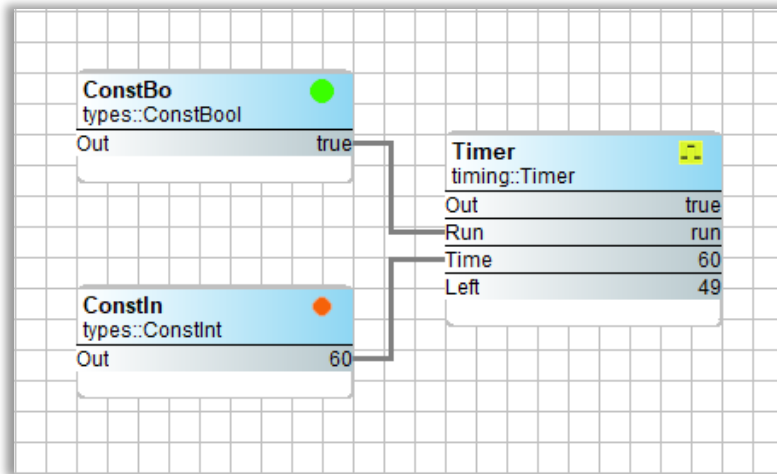 ConstBo
types::ConstBool
Out true
Timer
timing::Timer
Out true
Run run
Time 60
Left 49
ConstIn
types::ConstInt
Out 60